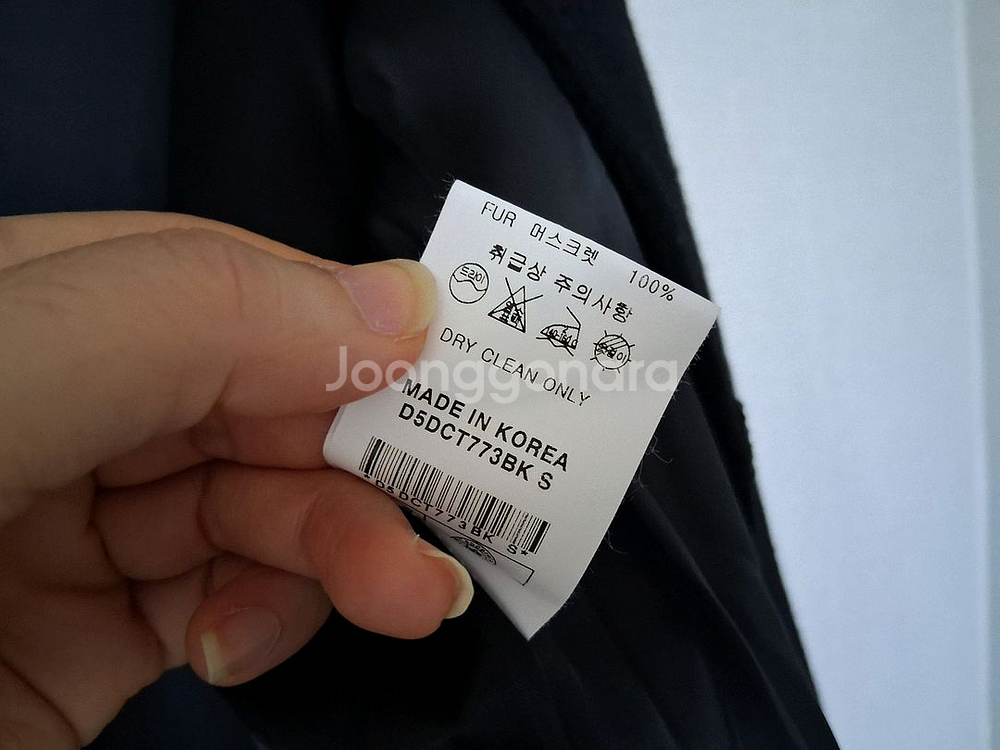 FUR 머스크렛 100%
취급상 주의사항
드라이
DRY CLEAN ONLY
Joonggonara
MADE IN KOREA
D5DCT773BK S
*D5DCT773BK S*